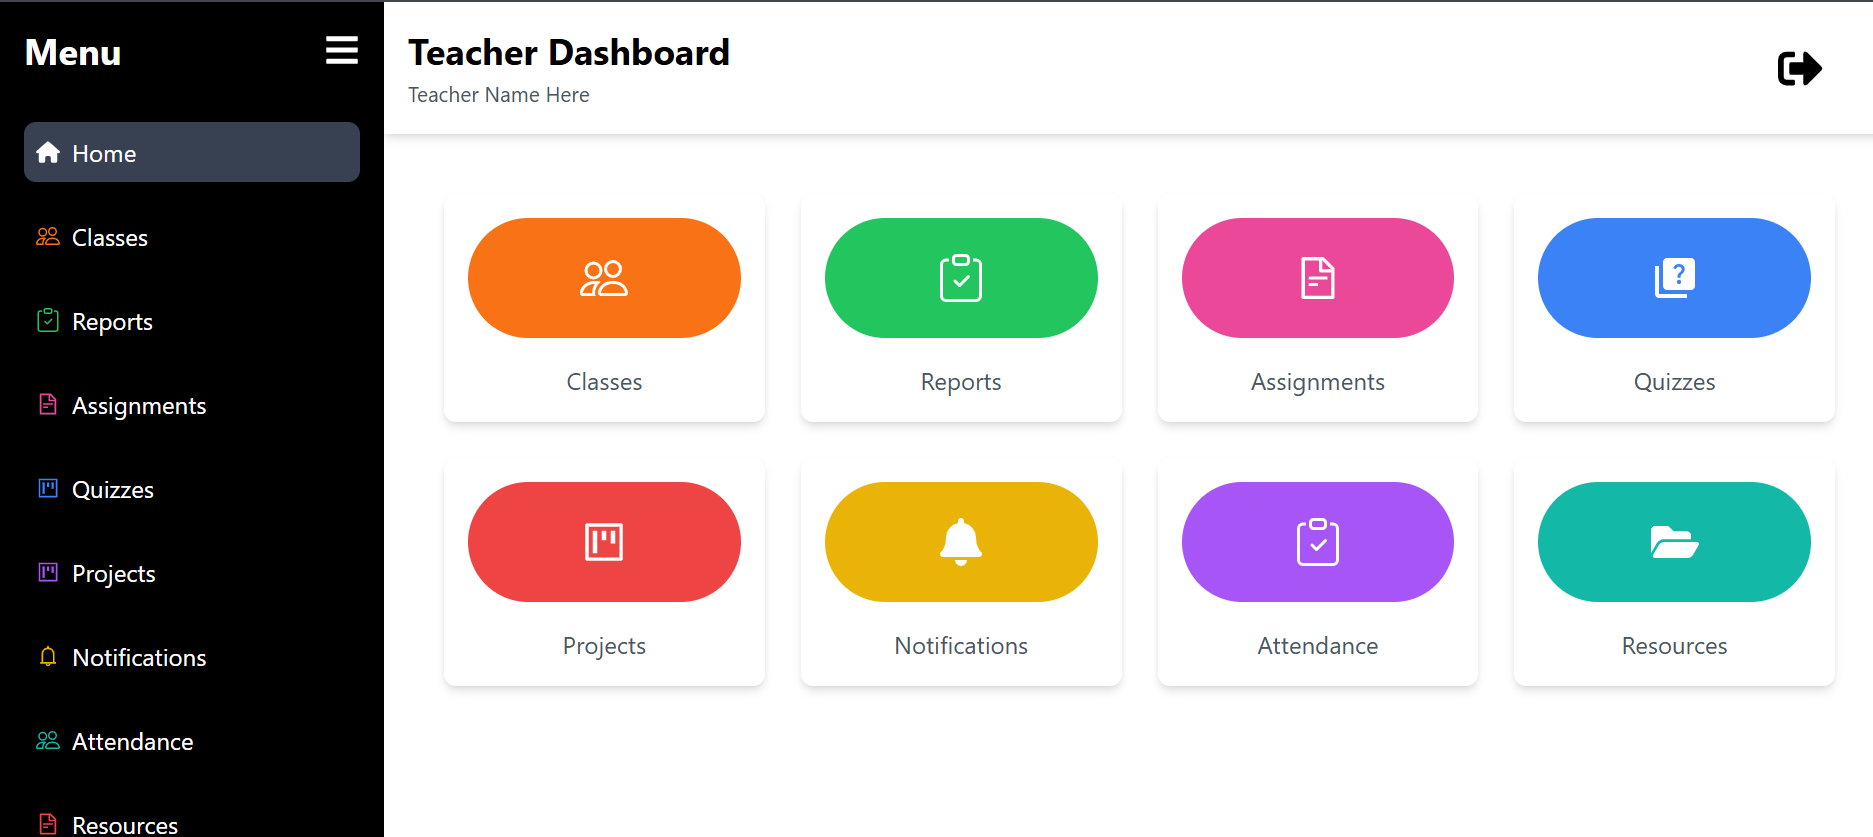 Menu
Home
Classes
Reports
Assignments
Quizzes
Projects
Notifications
Attendance
Resources
Teacher Dashboard
Teacher Name Here
Classes
Reports
Assignments
?
Quizzes
Projects
Notifications
Attendance
Resources